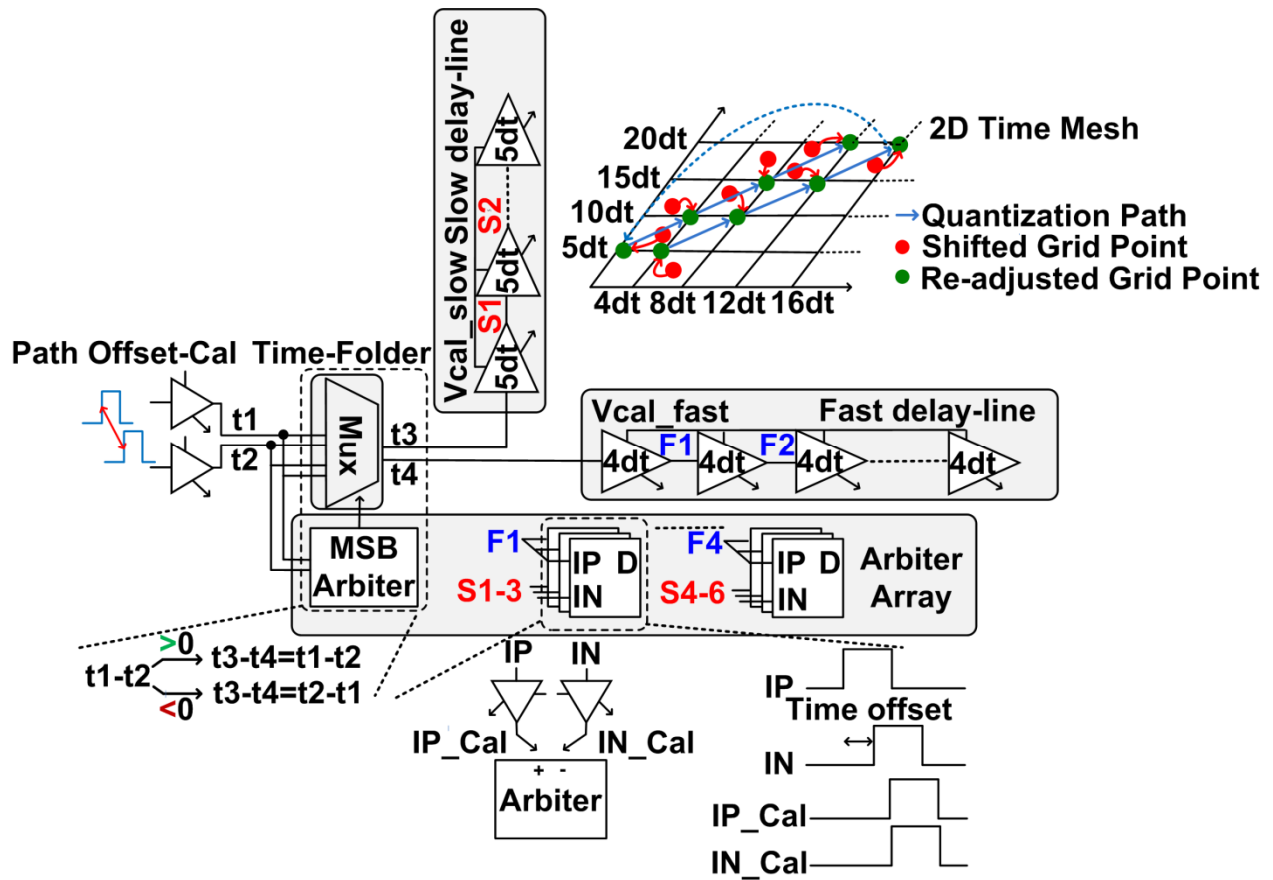 Vcal_slow Slow delay-line
5dt
S2
5dt
S1
5dt
20dt
15dt
10dt
5dt
4dt 8dt 12dt 16dt
2D Time Mesh
Quantization Path
Shifted Grid Point
Re-adjusted Grid Point
Path Offset-Cal
Time-Folder
t1
t2
Mux
t3
t4
Vcal_fast
Fast delay-line
4dt
F1
4dt
F2
4dt
4dt
MSB
Arbiter
F1
S1-3
IP D
IN
F4
S4-6
IP D
IN
Arbiter
Array
t1-t2
>0
t3-t4=t1-t2
t3-t4=t2-t1
<0
IP
IN
IP_Cal
IN_Cal
+ -
Arbiter
IP
Time offset
IN
IP_Cal
IN_Cal